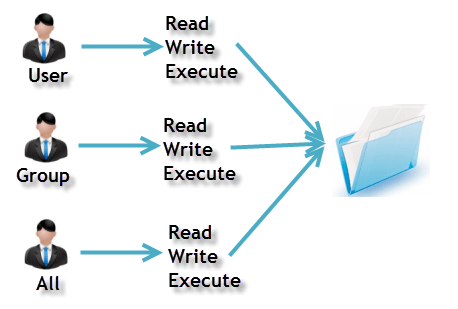 Read
Write
Execute
User
Read
Write
Execute
Group
Read
Write
Execute
All